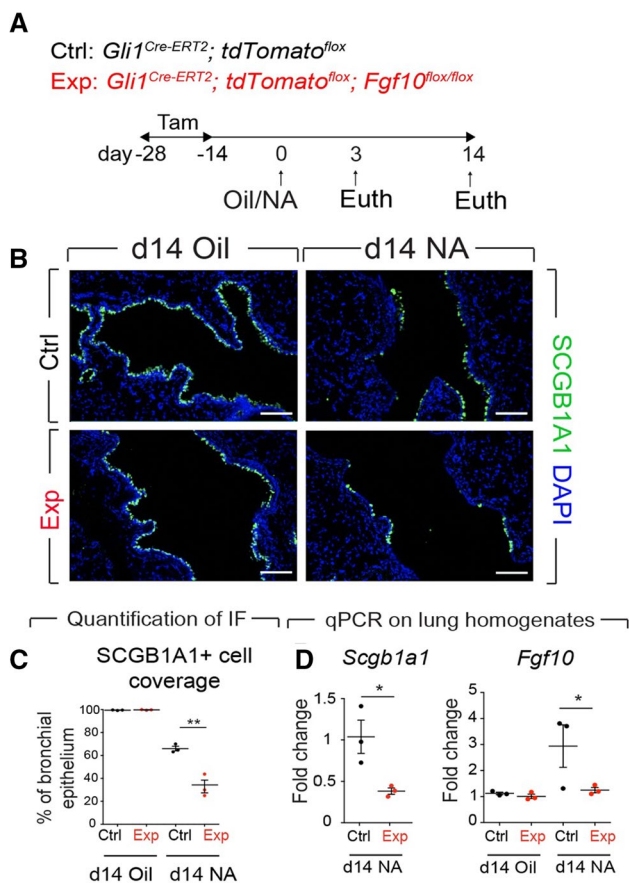 A
Ctrl: Gli1Cre-ERT2; tdTomatoflox
Exp: Gli1Cre-ERT2; tdTomatoflox; Fgf10flox/flox
Tam
day -28 -14 0 3 14
Oil/NA Euth Euth
B
d14 Oil d14 NA
Ctrl
Exp
SCGB1A1 DAPI
Quantification of IF qPCR on lung homogenates
C
SCGB1A1+ cell
coverage
% of bronchial
epithelium
100
80
60
40
20
0
**
Ctrl Exp Ctrl Exp
d14 Oil d14 NA
D
Scgb1a1
Fold change
1.5
1
0.5
0
*
Ctrl Exp
d14 NA
Fgf10
Fold change
5
4
3
2
1
0
*
Ctrl Exp Ctrl Exp
d14 Oil d14 NA